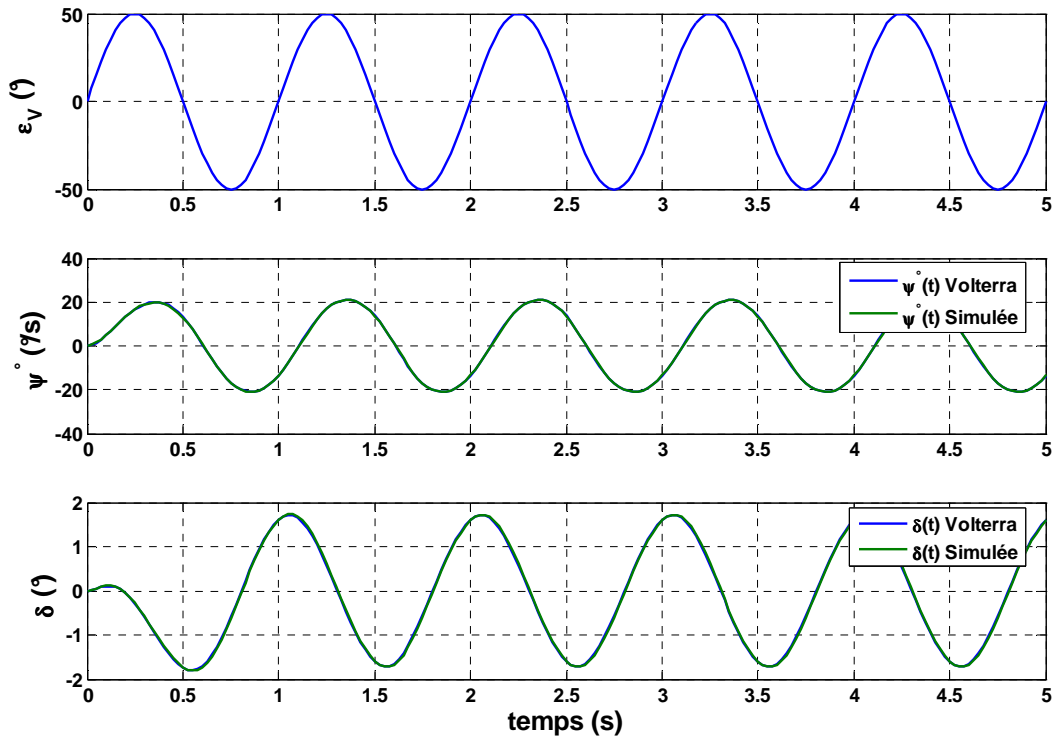 50
0
-50
ε_V (°)
0 0.5 1 1.5 2 2.5 3 3.5 4 4.5 5
40
20
0
-20
-40
ψ° (°/s)
ψ°(t) Volterra
ψ°(t) Simulée
0 0.5 1 1.5 2 2.5 3 3.5 4 4.5 5
2
1
0
-1
-2
δ (°)
δ(t) Volterra
δ(t) Simulée
0 0.5 1 1.5 2 2.5 3 3.5 4 4.5 5
temps (s)